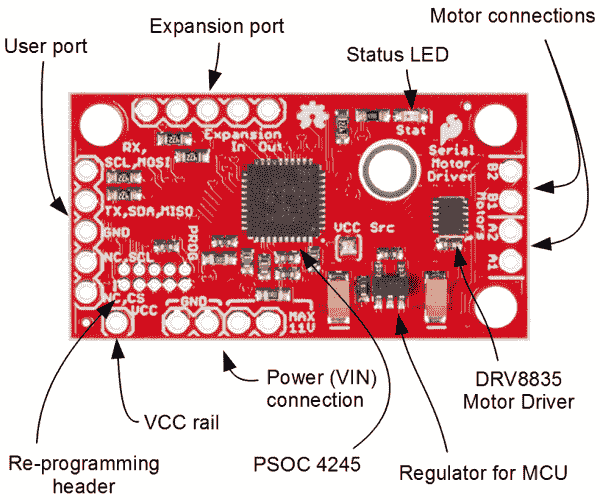 Expansion port
Motor connections
User port
Status LED
Expansion
In Out
Stat
RX,
SCL,MOSI
Serial
Motor
Driver
B2
B1
A2
A1
Motors
TX,SDA,MISO
GND
VCC Src
PROG
NC,SCL
NC,CS
VCC
GND
MAX
11V
Power (VIN)
connection
DRV8835
Motor Driver
VCC rail
PSOC 4245
Regulator for MCU
Re-programming
header